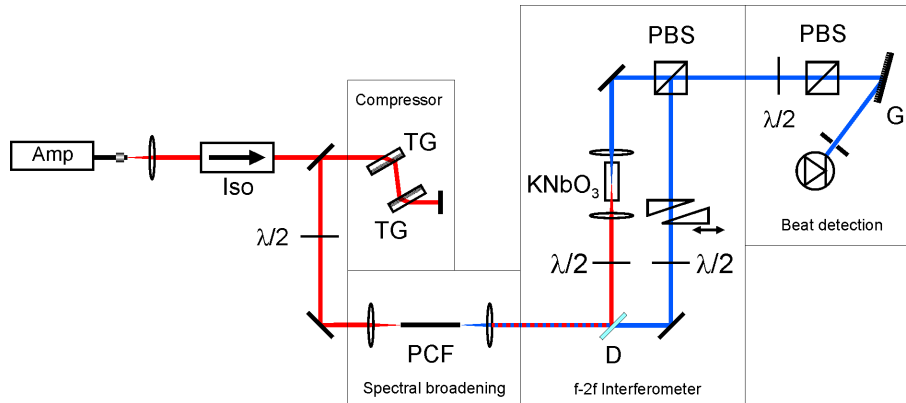 Amp
Iso
λ/2
Compressor
TG
TG
PCF
Spectral broadening
PBS
KNbO₃
λ/2
λ/2
D
f-2f Interferometer
PBS
λ/2
G
Beat detection